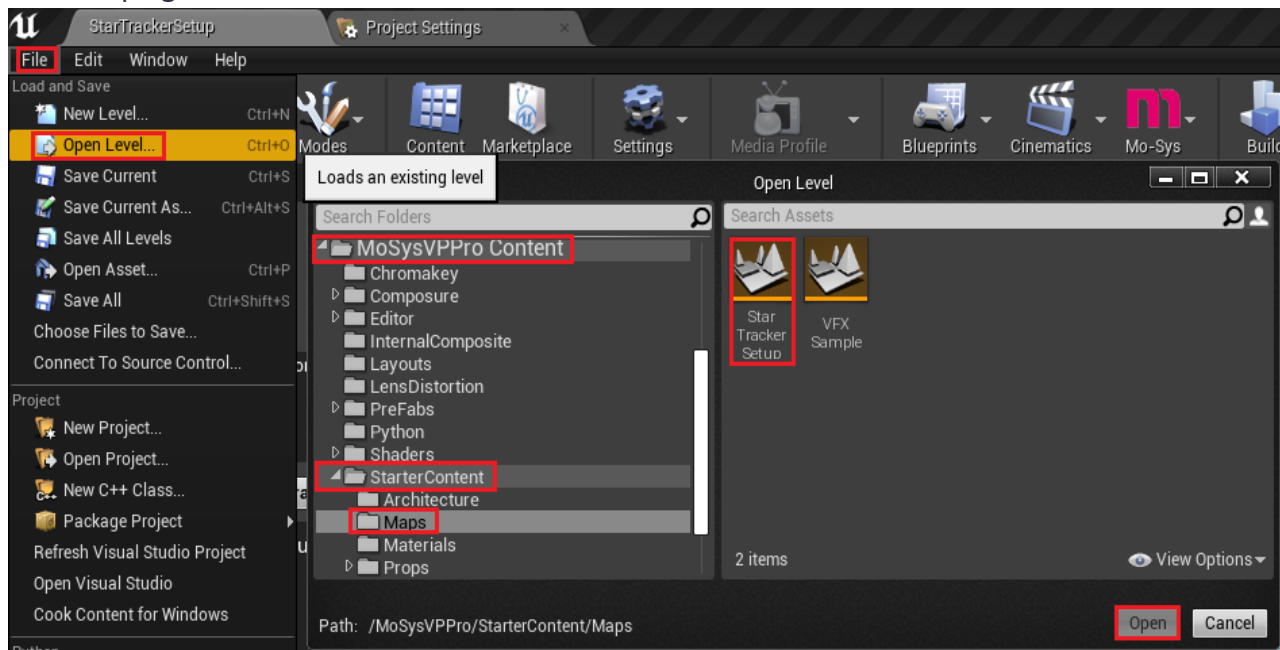 StarTrackerSetup
Project Settings
File Edit Window Help
Load and Save
New Level... Ctrl+N
Open Level... Ctrl+O
Save Current Ctrl+S
Save Current As... Ctrl+Alt+S
Save All Levels
Open Asset... Ctrl+P
Save All Ctrl+Shift+S
Choose Files to Save...
Connect To Source Control...
Project
New Project...
Open Project...
New C++ Class...
Package Project
Refresh Visual Studio Project
Open Visual Studio
Cook Content for Windows
Modes Content Marketplace Settings Media Profile Blueprints Cinematics Mo-Sys Build
Loads an existing level
Open Level
Search Folders
MoSysVPPro Content
Chromakey
Composure
Editor
InternalComposite
Layouts
LensDistortion
PreFabs
Python
Shaders
StarterContent
Architecture
Maps
Materials
Props
Search Assets
Star
Tracker
Setup
VFX
Sample
2 items
View Options
Path: /MoSysVPPro/StarterContent/Maps
Open Cancel